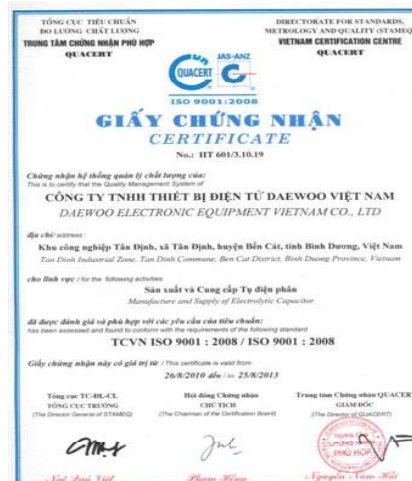 TỔNG CỤC TIÊU CHUẨN
ĐO LƯỜNG CHẤT LƯỢNG
TRUNG TÂM CHỨNG NHẬN PHÙ HỢP
QUACERT
DIRECTORATE FOR STANDARDS,
METROLOGY AND QUALITY (STAMEQ)
VIETNAM CERTIFICATION CENTRE
QUACERT
QUACERT
JAS-ANZ
ISO 9001:2008
GIẤY CHỨNG NHẬN
CERTIFICATE
No.: HT 601/3.10.19
Chứng nhận hệ thống quản lý chất lượng của:
This is to certify that the Quality Management System of
CÔNG TY TNHH THIẾT BỊ ĐIỆN TỬ DAEWOO VIỆT NAM
DAEWOO ELECTRONIC EQUIPMENT VIETNAM CO., LTD
địa chỉ/ address :
Khu công nghiệp Tân Định, xã Tân Định, huyện Bến Cát, tỉnh Bình Dương, Việt Nam
Tan Dinh Industrial Zone, Tan Dinh Commune, Ben Cat District, Binh Duong Province, Vietnam
cho lĩnh vực / for the following activities:
Sản xuất và Cung cấp Tụ điện phân
Manufacture and Supply of Electrolytic Capacitor
đã được đánh giá và phù hợp với các yêu cầu của tiêu chuẩn:
has been assessed and found to conform with the requirements of the following standard
TCVN ISO 9001 : 2008 / ISO 9001 : 2008
Giấy chứng nhận này có giá trị từ / This certificate is valid from:
26/8/2010 đến / to 25/8/2013
Tổng cục TC-ĐL-CL
TỔNG CỤC TRƯỞNG
(The Director General of STAMEQ)
Hội đồng Chứng nhận
CHỦ TỊCH
(The Chairman of the Certification Board)
Trung tâm Chứng nhận QUACERT
GIÁM ĐỐC
(The Director of QUACERT)
PHÙ HỢP
Ngô Quý Việt
Phạm Hồng
Nguyễn Nam Hải